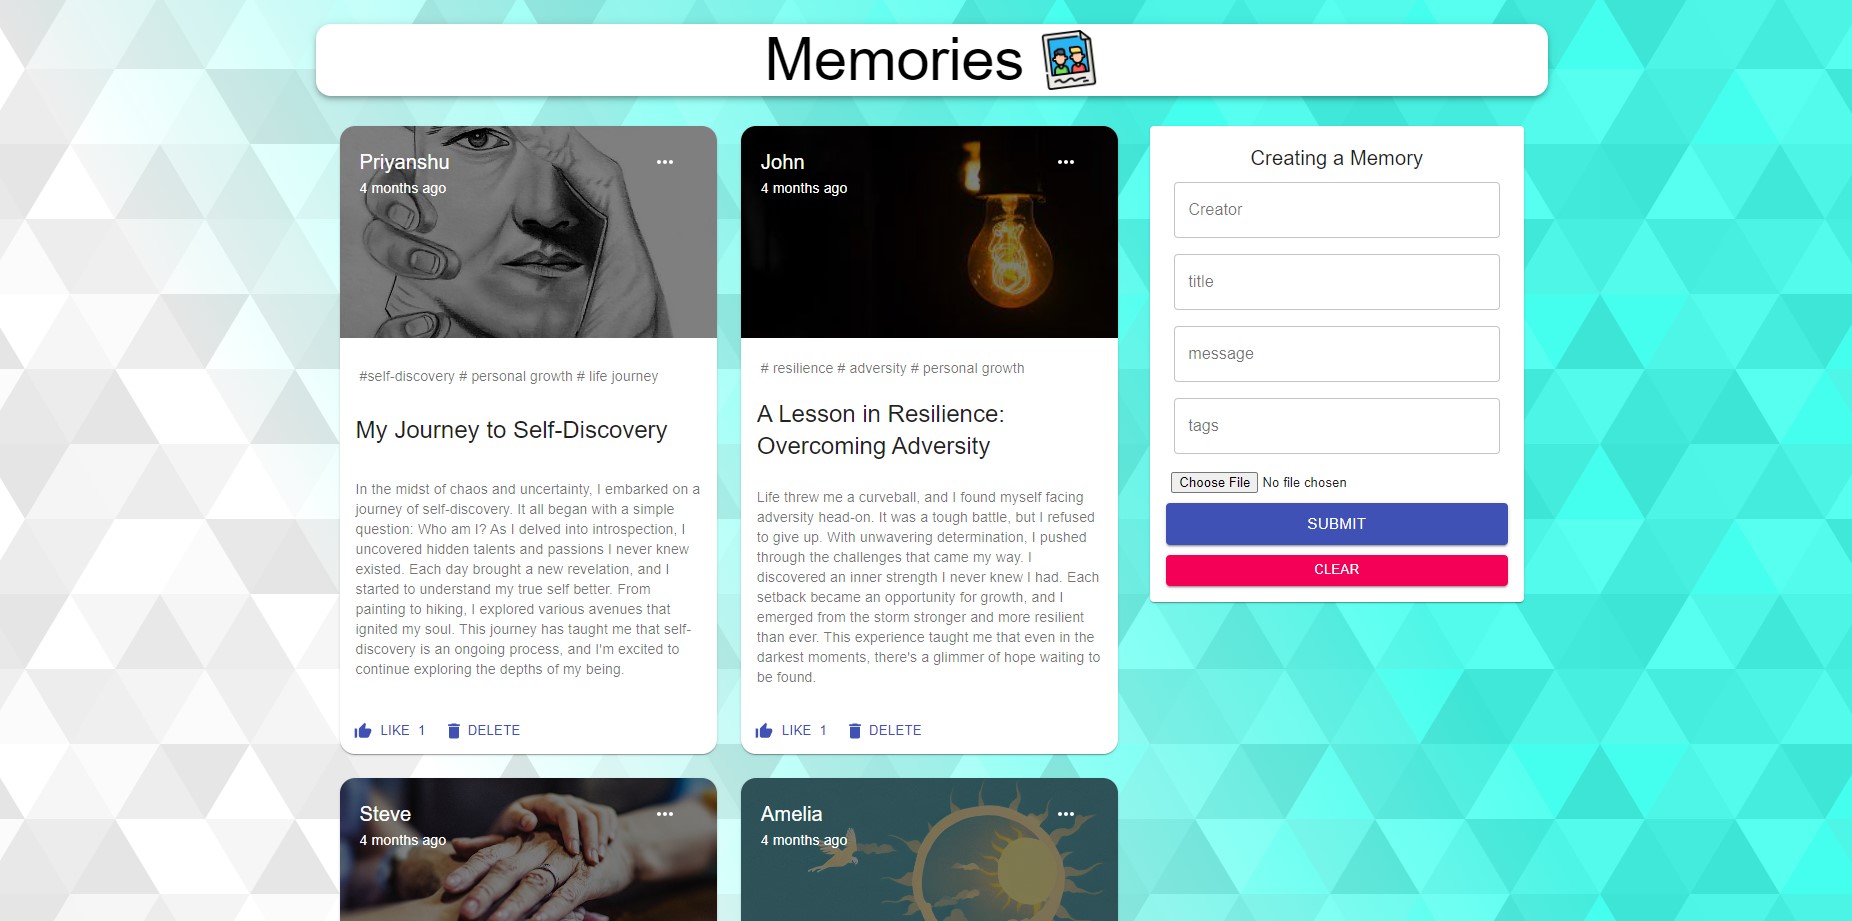 Memories
Priyanshu
4 months ago
#self-discovery # personal growth # life journey
My Journey to Self-Discovery
In the midst of chaos and uncertainty, I embarked on a
journey of self-discovery. It all began with a simple
question: Who am I? As I delved into introspection, I
uncovered hidden talents and passions I never knew
existed. Each day brought a new revelation, and I
started to understand my true self better. From
painting to hiking, I explored various avenues that
ignited my soul. This journey has taught me that self-
discovery is an ongoing process, and I'm excited to
continue exploring the depths of my being.
LIKE 1 DELETE
John
4 months ago
# resilience # adversity # personal growth
A Lesson in Resilience:
Overcoming Adversity
Life threw me a curveball, and I found myself facing
adversity head-on. It was a tough battle, but I refused
to give up. With unwavering determination, I pushed
through the challenges that came my way. I
discovered an inner strength I never knew I had. Each
setback became an opportunity for growth, and I
emerged from the storm stronger and more resilient
than ever. This experience taught me that even in the
darkest moments, there's a glimmer of hope waiting to
be found.
LIKE 1 DELETE
Steve
4 months ago
Amelia
4 months ago
Creating a Memory
Creator
title
message
tags
Choose File No file chosen
SUBMIT
CLEAR